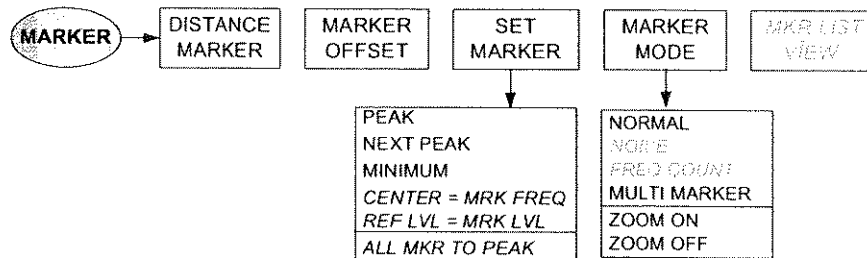 MARKER
DISTANCE
MARKER
MARKER
OFFSET
SET
MARKER
MARKER
MODE
MKR LIST
VIEW
PEAK
NEXT PEAK
MINIMUM
CENTER = MRK FREQ
REF LVL = MRK LVL
ALL MKR TO PEAK
NORMAL
FREQ COUNT
MULTI MARKER
ZOOM ON
ZOOM OFF